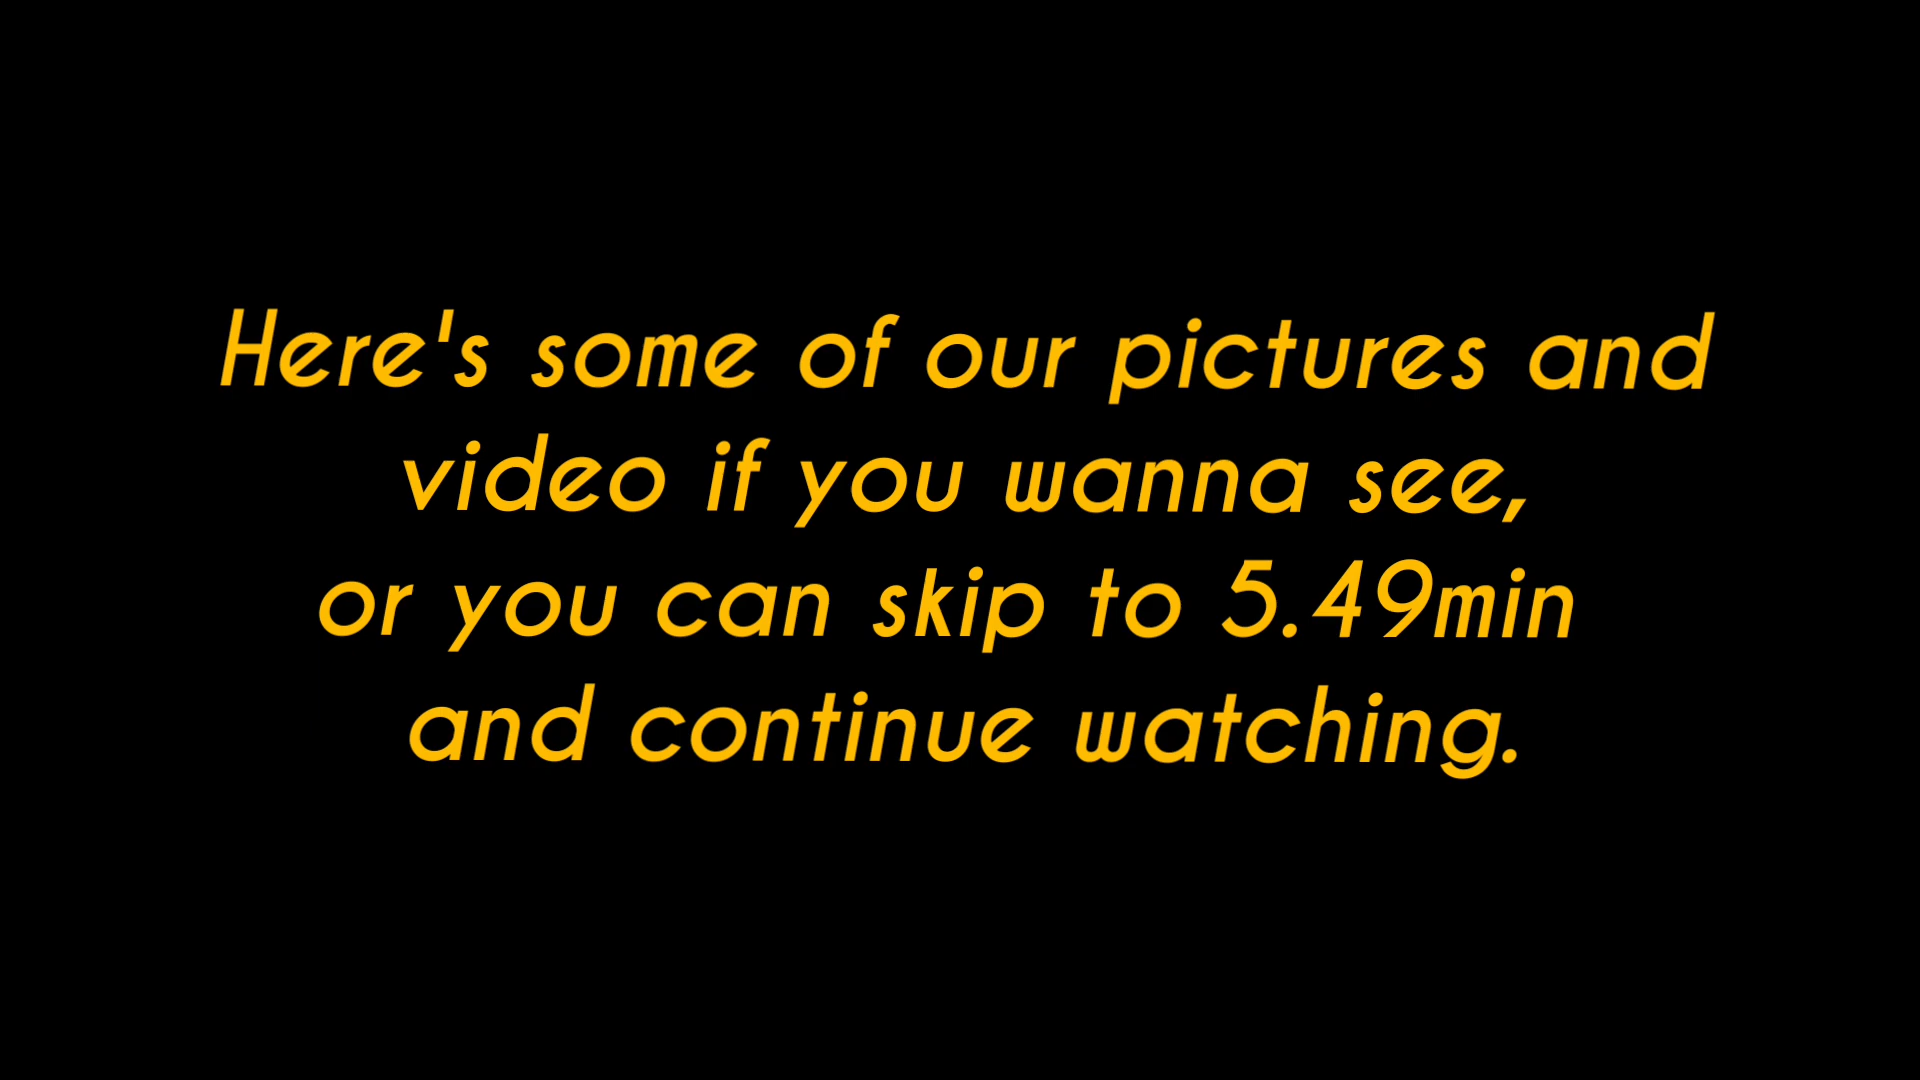 Here's some of our pictures and
video if you wanna see,
or you can skip to 5.49min
and continue watching.